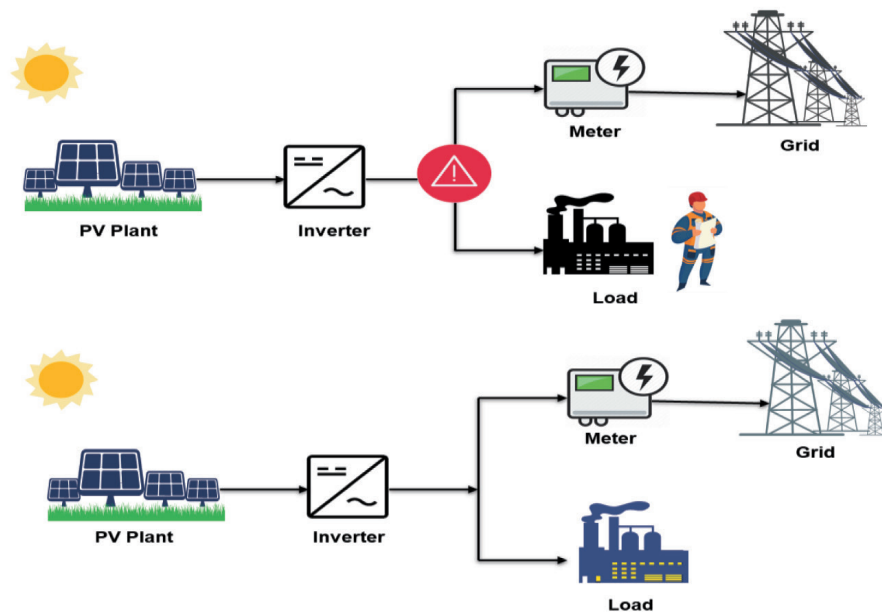 Meter
Grid
PV Plant
Inverter
Load
Meter
Grid
PV Plant
Inverter
Load